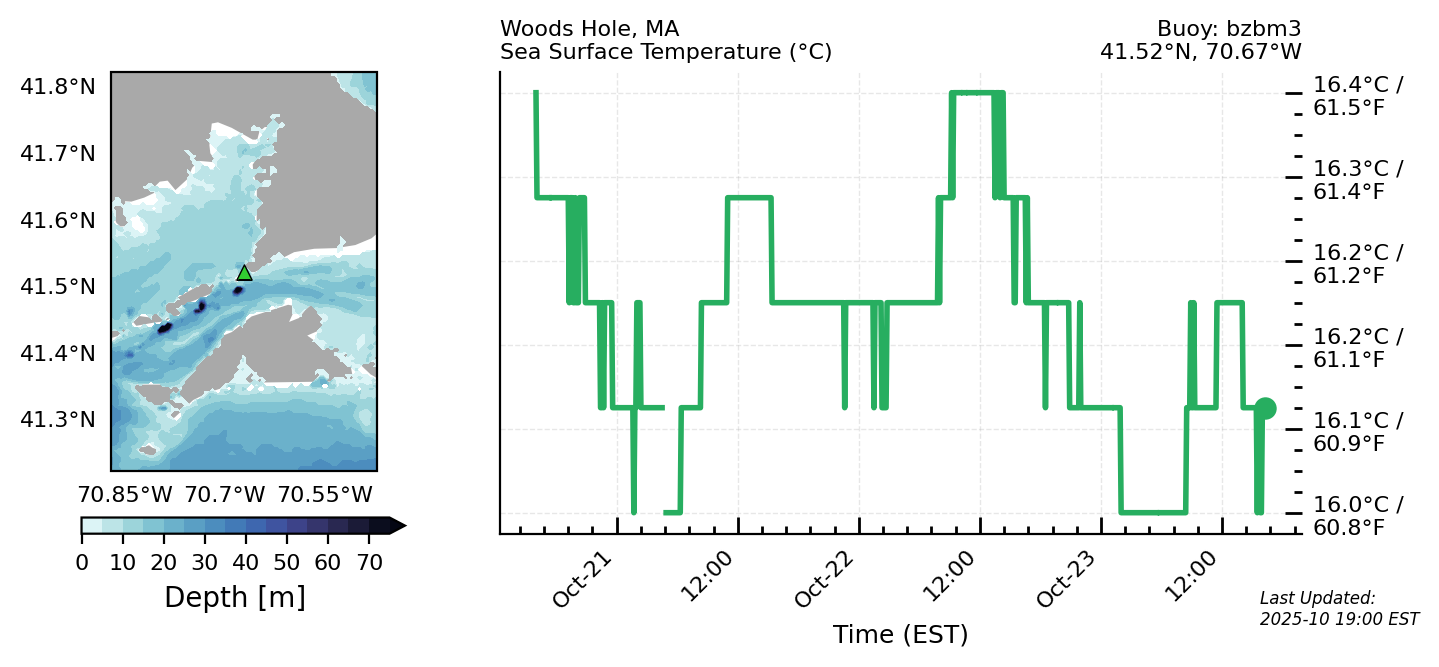 Woods Hole, MA
Sea Surface Temperature (°C)
Buoy: bzbm3
41.52°N, 70.67°W
41.8°N
41.7°N
41.6°N
41.5°N
41.4°N
41.3°N
70.85°W 70.7°W 70.55°W
0 10 20 30 40 50 60 70
Depth [m]
16.4°C /
61.5°F
16.3°C /
61.4°F
16.2°C /
61.2°F
16.2°C /
61.1°F
16.1°C /
60.9°F
16.0°C /
60.8°F
Oct-21 12:00 Oct-22 12:00 Oct-23 12:00
Time (EST)
Last Updated:
2025-10 19:00 EST